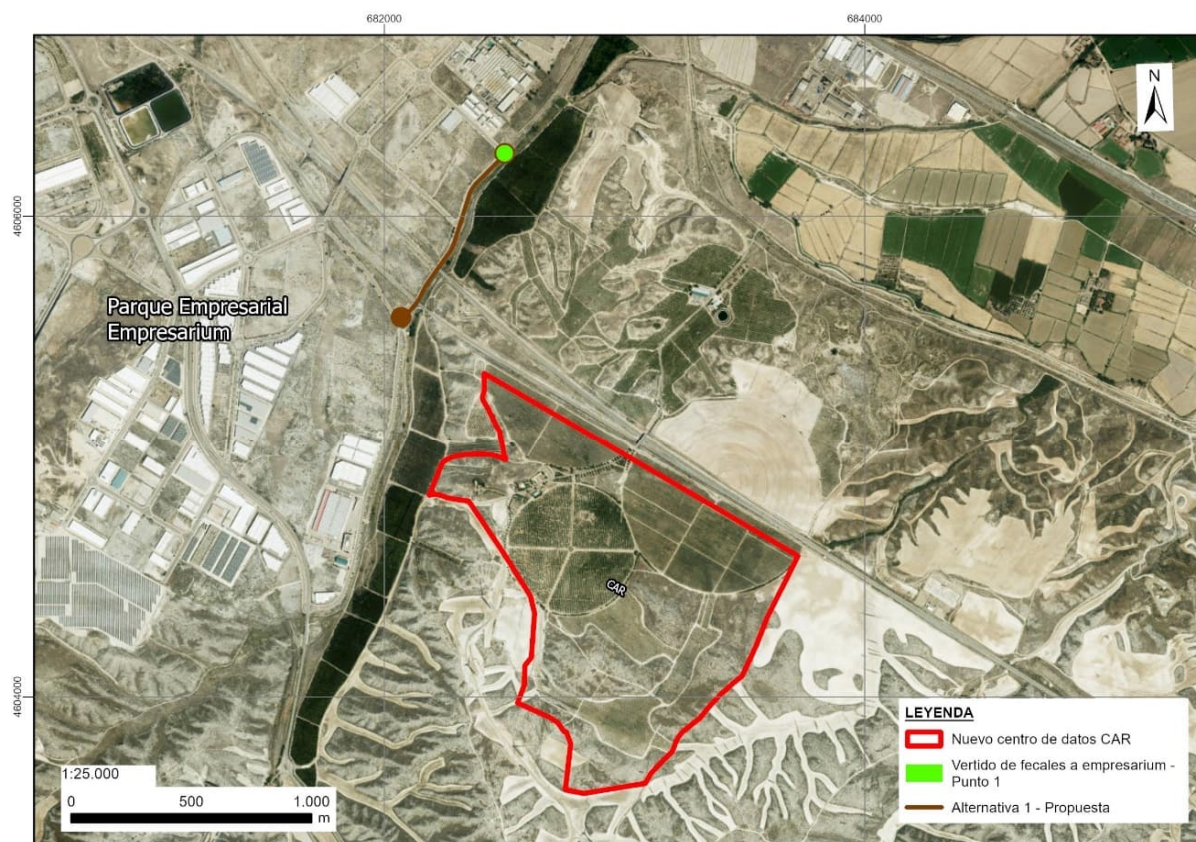 682000
684000
N
4606000
Parque Empresarial
Empresarium
CAR
4604000
1:25.000
0 500 1.000
m
LEYENDA
Nuevo centro de datos CAR
Vertido de fecales a empresarium -
Punto 1
Alternativa 1 - Propuesta